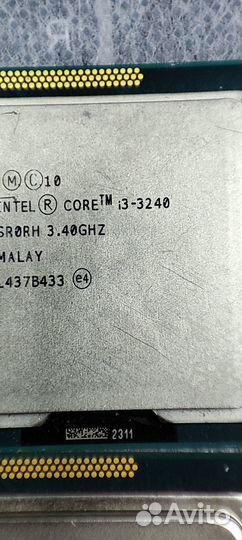 Ⓜ Ⓒ 10
INTEL® CORE™ i3-3240
SR0RH 3.40GHZ
MALAY
L437B433 e4
2311
Avito